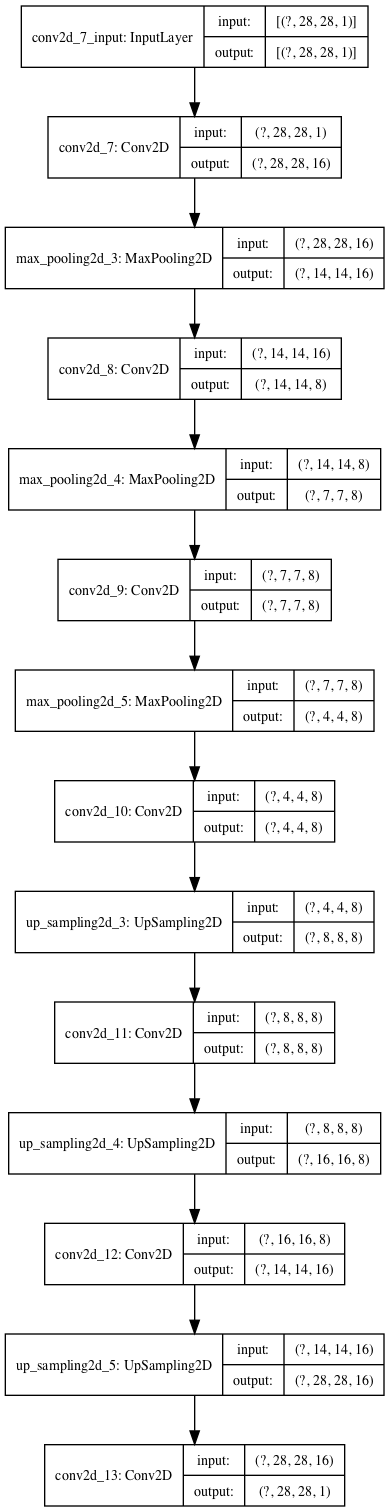 conv2d_7_input: InputLayer
input: [(?, 28, 28, 1)]
output: [(?, 28, 28, 1)]
conv2d_7: Conv2D
input: (?, 28, 28, 1)
output: (?, 28, 28, 16)
max_pooling2d_3: MaxPooling2D
input: (?, 28, 28, 16)
output: (?, 14, 14, 16)
conv2d_8: Conv2D
input: (?, 14, 14, 16)
output: (?, 14, 14, 8)
max_pooling2d_4: MaxPooling2D
input: (?, 14, 14, 8)
output: (?, 7, 7, 8)
conv2d_9: Conv2D
input: (?, 7, 7, 8)
output: (?, 7, 7, 8)
max_pooling2d_5: MaxPooling2D
input: (?, 7, 7, 8)
output: (?, 4, 4, 8)
conv2d_10: Conv2D
input: (?, 4, 4, 8)
output: (?, 4, 4, 8)
up_sampling2d_3: UpSampling2D
input: (?, 4, 4, 8)
output: (?, 8, 8, 8)
conv2d_11: Conv2D
input: (?, 8, 8, 8)
output: (?, 8, 8, 8)
up_sampling2d_4: UpSampling2D
input: (?, 8, 8, 8)
output: (?, 16, 16, 8)
conv2d_12: Conv2D
input: (?, 16, 16, 8)
output: (?, 14, 14, 16)
up_sampling2d_5: UpSampling2D
input: (?, 14, 14, 16)
output: (?, 28, 28, 16)
conv2d_13: Conv2D
input: (?, 28, 28, 16)
output: (?, 28, 28, 1)